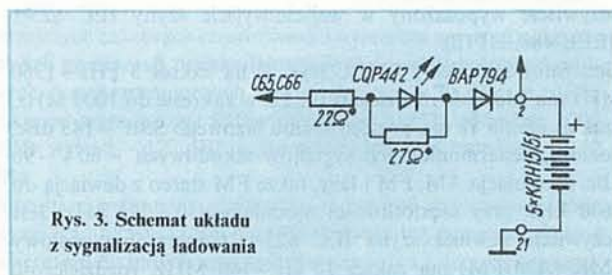 C65,C66
CQP442
BAP794
22Ω*
27Ω*
2
+
5×KRH15/51
21
Rys. 3. Schemat układu
z sygnalizacją ładowania